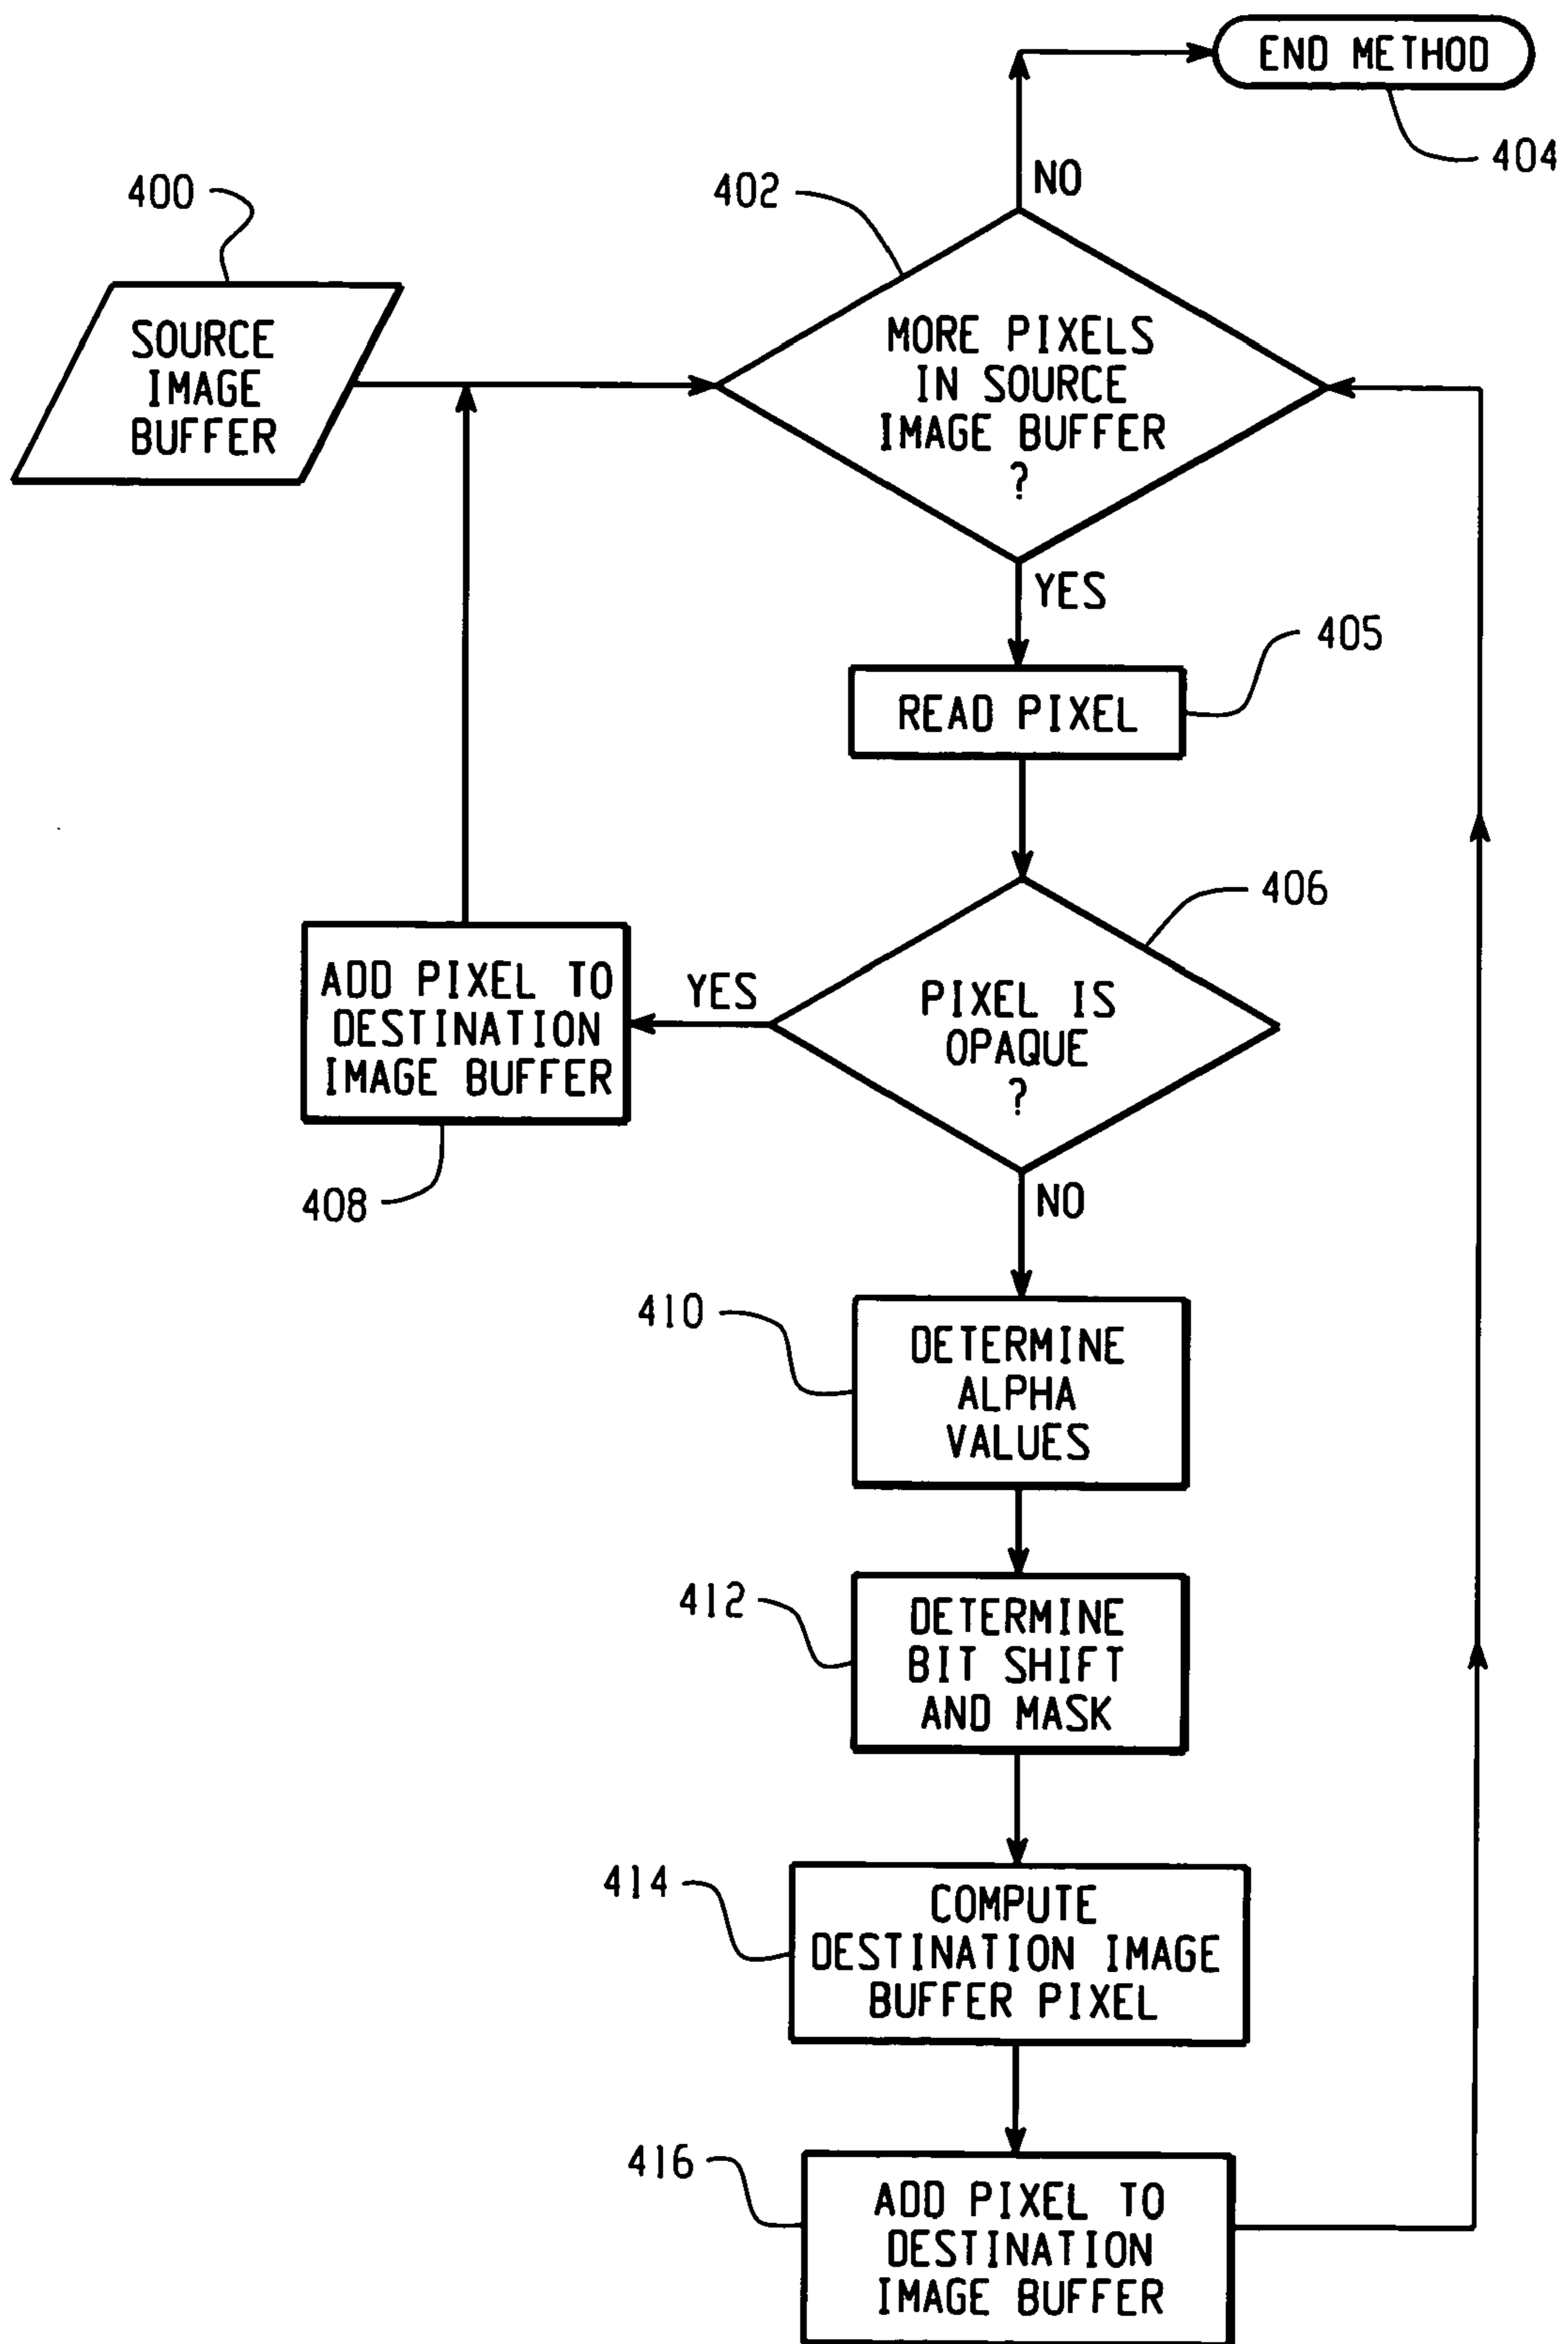 END METHOD
404
NO
400
402
SOURCE
IMAGE
BUFFER
MORE PIXELS
IN SOURCE
IMAGE BUFFER
?
YES
405
READ PIXEL
406
PIXEL IS
OPAQUE
?
YES
ADD PIXEL TO
DESTINATION
IMAGE BUFFER
408
NO
410
DETERMINE
ALPHA
VALUES
412
DETERMINE
BIT SHIFT
AND MASK
414
COMPUTE
DESTINATION IMAGE
BUFFER PIXEL
416
ADD PIXEL TO
DESTINATION
IMAGE BUFFER